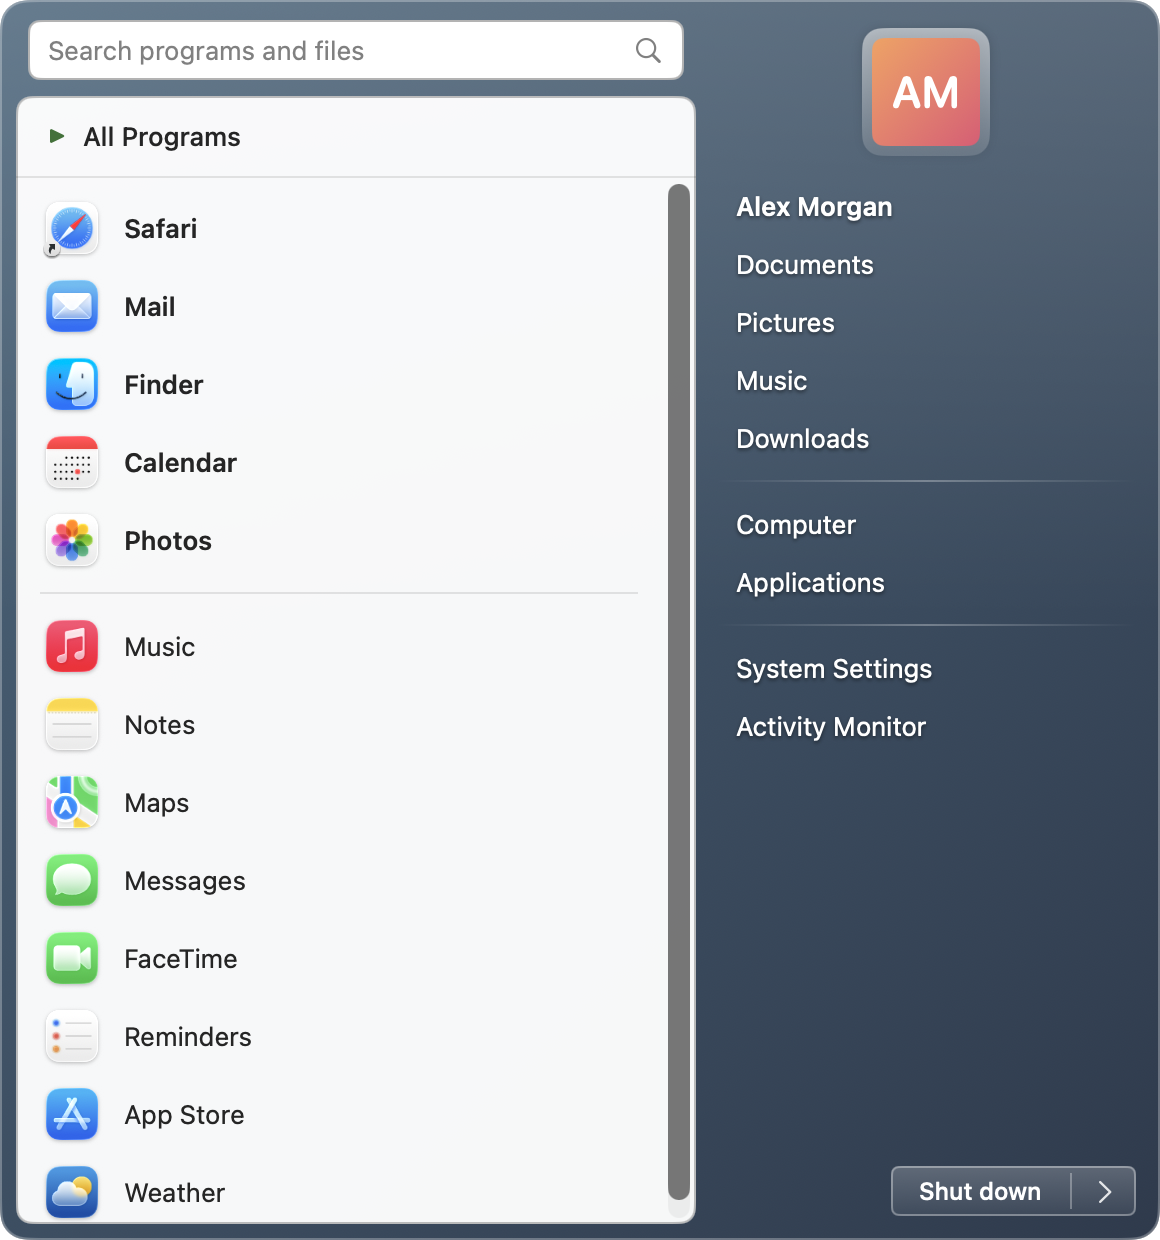 Search programs and files
All Programs
Safari
Mail
Finder
Calendar
Photos
Music
Notes
Maps
Messages
FaceTime
Reminders
App Store
Weather
AM
Alex Morgan
Documents
Pictures
Music
Downloads
Computer
Applications
System Settings
Activity Monitor
Shut down